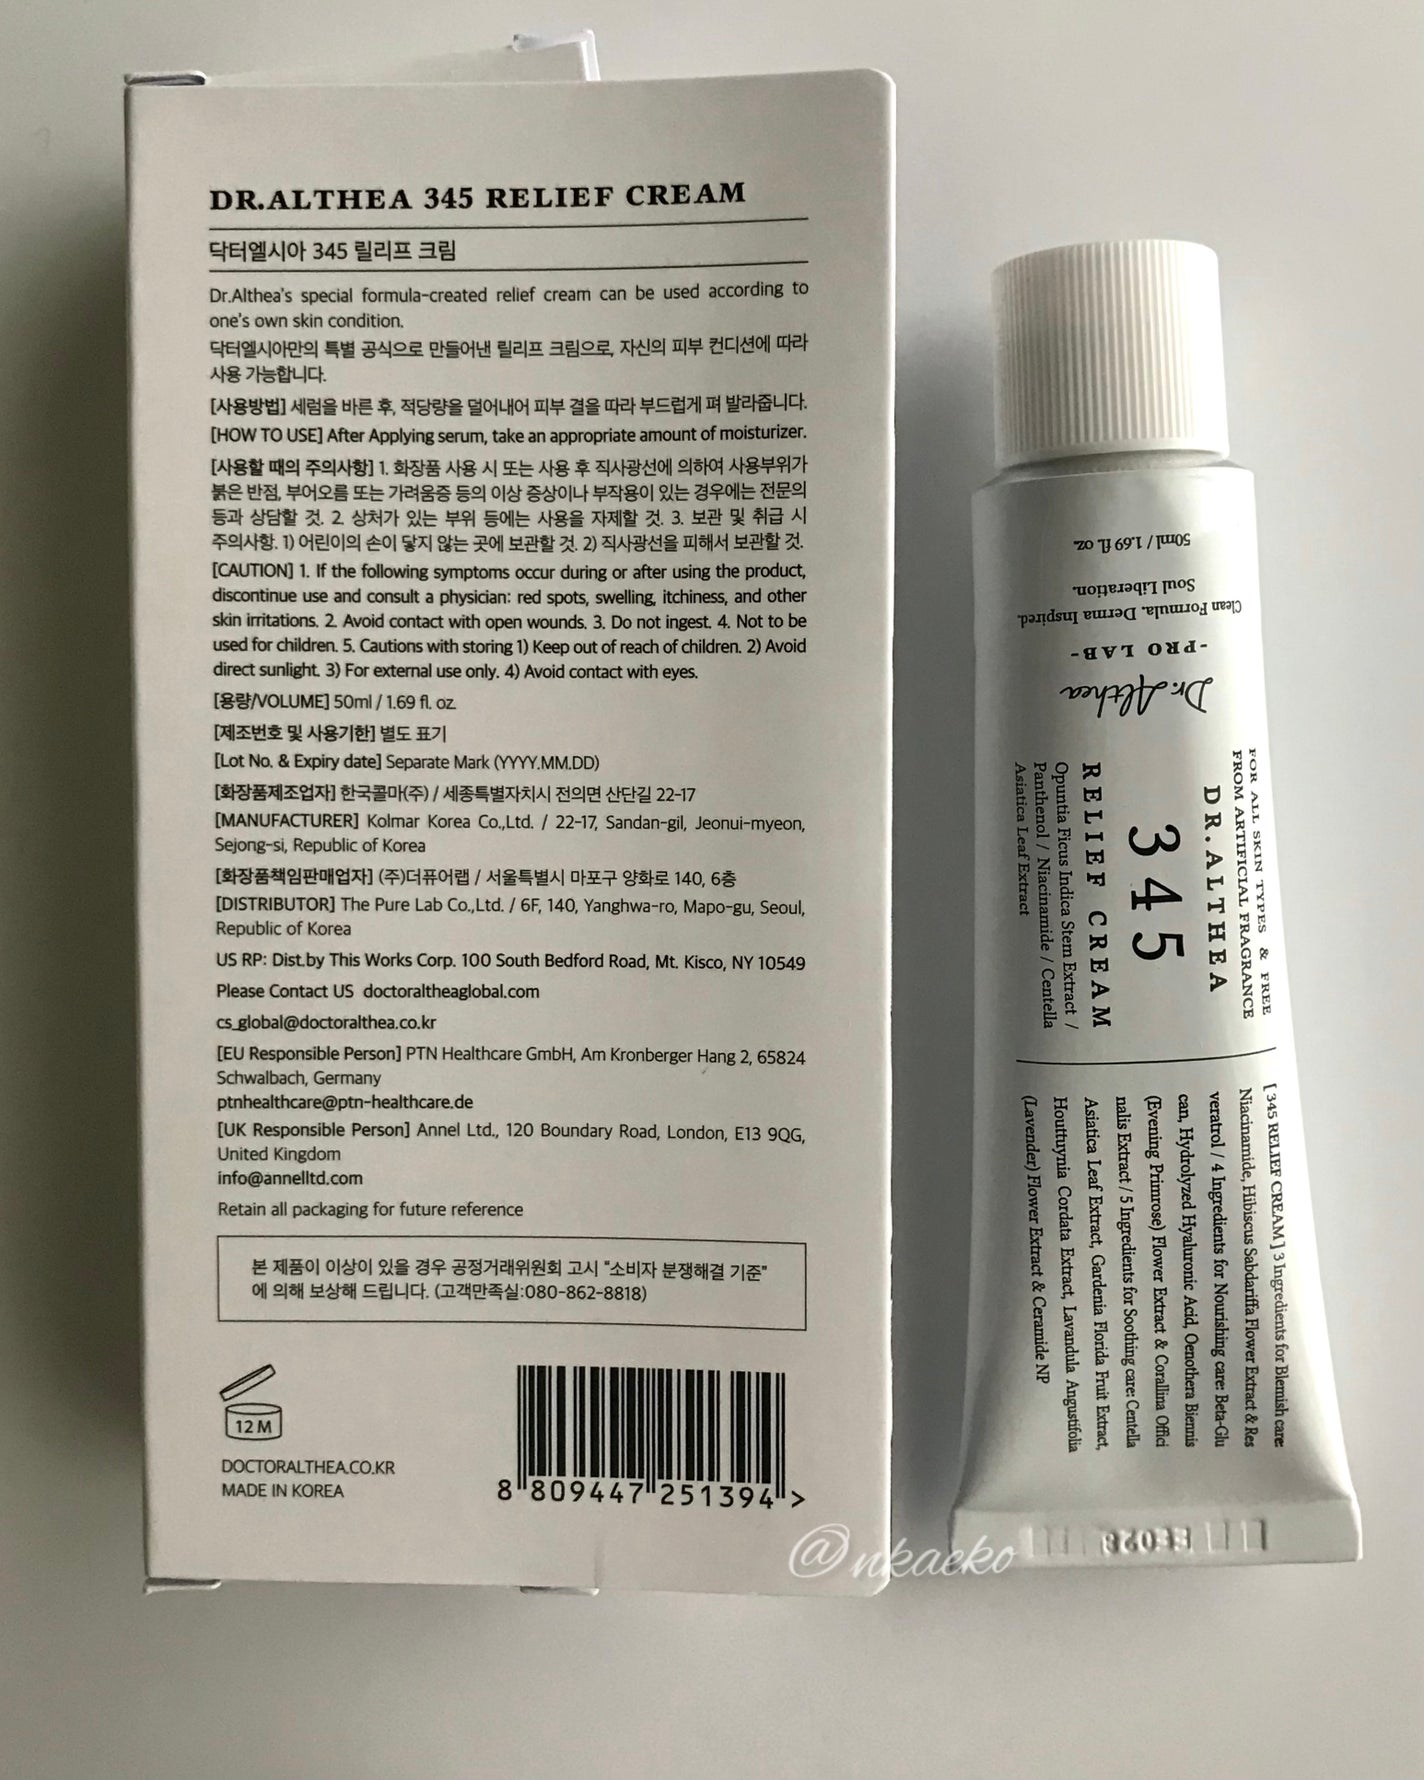 DR.ALTHEA 345 RELIEF CREAM
닥터엘시아 345 릴리프 크림
Dr.Althea's special formula-created relief cream can be used according to
one's own skin condition.
닥터엘시아만의 특별 공식으로 만들어낸 릴리프 크림으로, 자신의 피부 컨디션에 따라
사용 가능합니다.
[사용방법] 세럼을 바른 후, 적당량을 덜어내어 피부 결을 따라 부드럽게 펴 발라줍니다.
[HOW TO USE] After Applying serum, take an appropriate amount of moisturizer.
[사용할 때의 주의사항] 1. 화장품 사용 시 또는 사용 후 직사광선에 의하여 사용부위가
붉은 반점, 부어오름 또는 가려움증 등의 이상 증상이나 부작용이 있는 경우에는 전문의
등과 상담할 것. 2. 상처가 있는 부위 등에는 사용을 자제할 것. 3. 보관 및 취급 시
주의사항. 1) 어린이의 손이 닿지 않는 곳에 보관할 것. 2) 직사광선을 피해서 보관할 것.
[CAUTION] 1. If the following symptoms occur during or after using the product,
discontinue use and consult a physician: red spots, swelling, itchiness, and other
skin irritations. 2. Avoid contact with open wounds. 3. Do not ingest. 4. Not to be
used for children. 5. Cautions with storing 1) Keep out of reach of children. 2) Avoid
direct sunlight. 3) For external use only. 4) Avoid contact with eyes.
[용량/VOLUME] 50ml / 1.69 fl. oz.
[제조번호 및 사용기한] 별도 표기
[Lot No. & Expiry date] Separate Mark (YYYY.MM.DD)
[화장품제조업자] 한국콜마(주) / 세종특별자치시 전의면 산단길 22-17
[MANUFACTURER] Kolmar Korea Co.,Ltd. / 22-17, Sandan-gil, Jeonui-myeon,
Sejong-si, Republic of Korea
[화장품책임판매업자] (주)더퓨어랩 / 서울특별시 마포구 양화로 140, 6층
[DISTRIBUTOR] The Pure Lab Co.,Ltd. / 6F, 140, Yanghwa-ro, Mapo-gu, Seoul,
Republic of Korea
US RP: Dist.by This Works Corp. 100 South Bedford Road, Mt. Kisco, NY 10549
Please Contact US doctoraltheaglobal.com
cs_global@doctoralthea.co.kr
[EU Responsible Person] PTN Healthcare GmbH, Am Kronberger Hang 2, 65824
Schwalbach, Germany
ptnhealthcare@ptn-healthcare.de
[UK Responsible Person] Annel Ltd., 120 Boundary Road, London, E13 9QG,
United Kingdom
info@annelltd.com
Retain all packaging for future reference
본 제품이 이상이 있을 경우 공정거래위원회 고시 "소비자 분쟁해결 기준"
에 의해 보상해 드립니다. (고객만족실:080-862-8818)
12 M
DOCTORALTHEA.CO.KR
MADE IN KOREA
8 809447 251394 >
50ml / 1.69 fl. oz.
Clean Formula. Derma Inspired.
Soul Liberation.
-PRO LAB-
Dr.Althea
FOR ALL SKIN TYPES & FREE
FROM ARTIFICIAL FRAGRANCE
DR.ALTHEA
345
RELIEF CREAM
Opuntia Ficus Indica Stem Extract /
Panthenol / Niacinamide / Centella
Asiatica Leaf Extract
[345 RELIEF CREAM] 3 Ingredients for Blemish care:
Niacinamide, Hibiscus Sabdariffa Flower Extract & Res
veratrol / 4 Ingredients for Nourishing care: Beta-Glu
can, Hydrolyzed Hyaluronic Acid, Oenothera Biennis
(Evening Primrose) Flower Extract & Corallina Offici
nalis Extract / 5 Ingredients for Soothing care: Centella
Asiatica Leaf Extract, Gardenia Florida Fruit Extract,
Houttuynia Cordata Extract, Lavandula Angustifolia
(Lavender) Flower Extract & Ceramide NP
@nkaeko